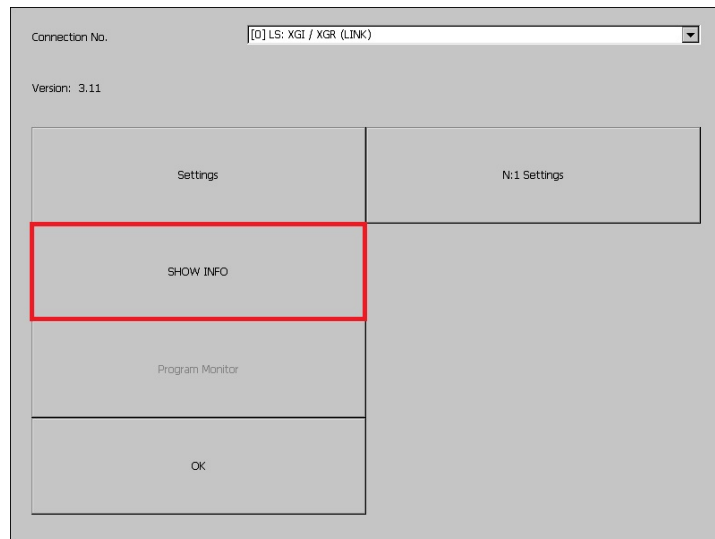 Connection No.
[0] LS: XGI / XGR (LINK)
Version: 3.11
Settings
N:1 Settings
SHOW INFO
Program Monitor
OK